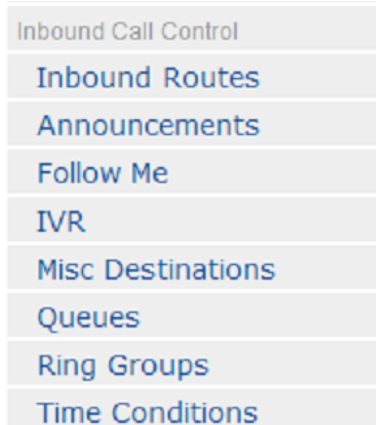 Inbound Call Control
Inbound Routes
Announcements
Follow Me
IVR
Misc Destinations
Queues
Ring Groups
Time Conditions